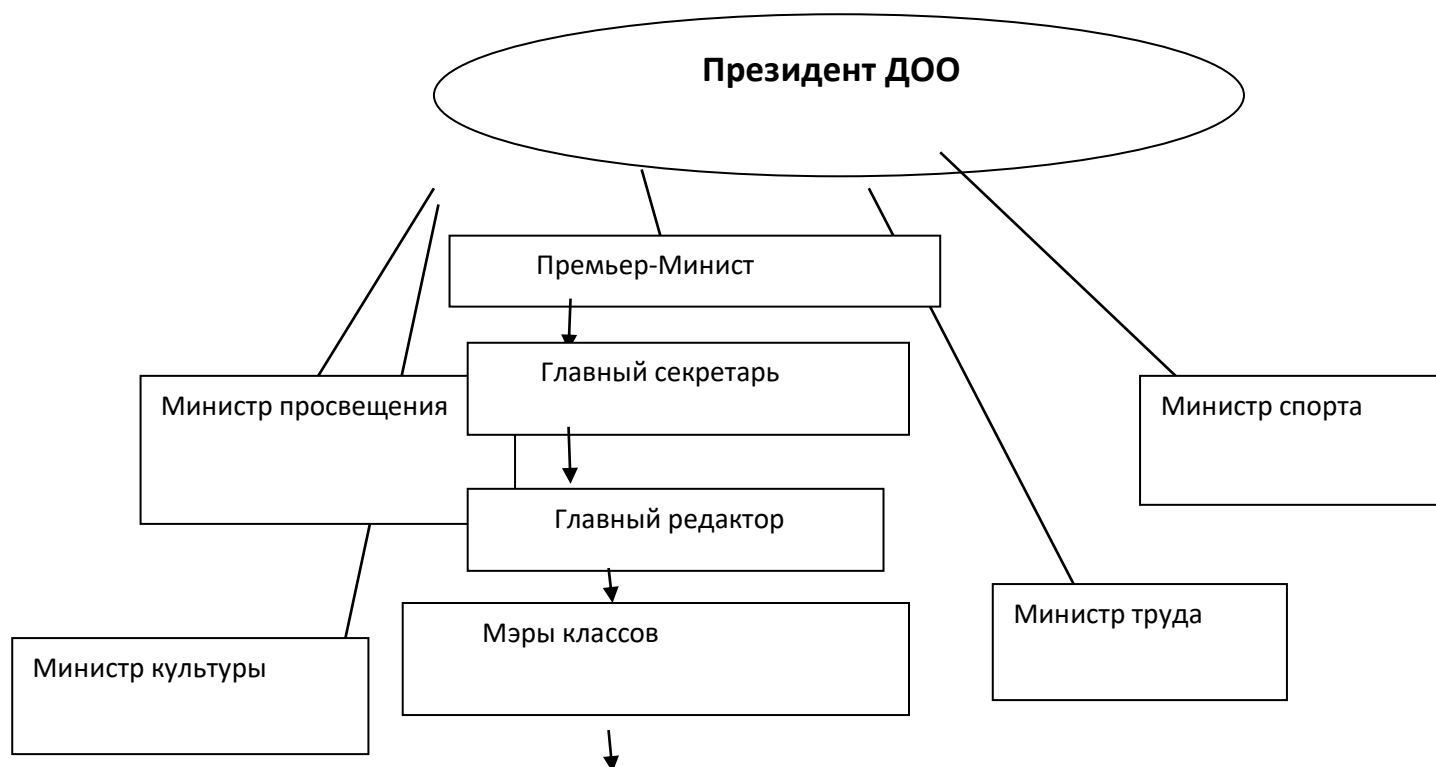 Президент ДОО
Премьер-Минист
Главный секретарь
Министр просвещения
Министр спорта
Главный редактор
Министр труда
Мэры классов
Министр культуры